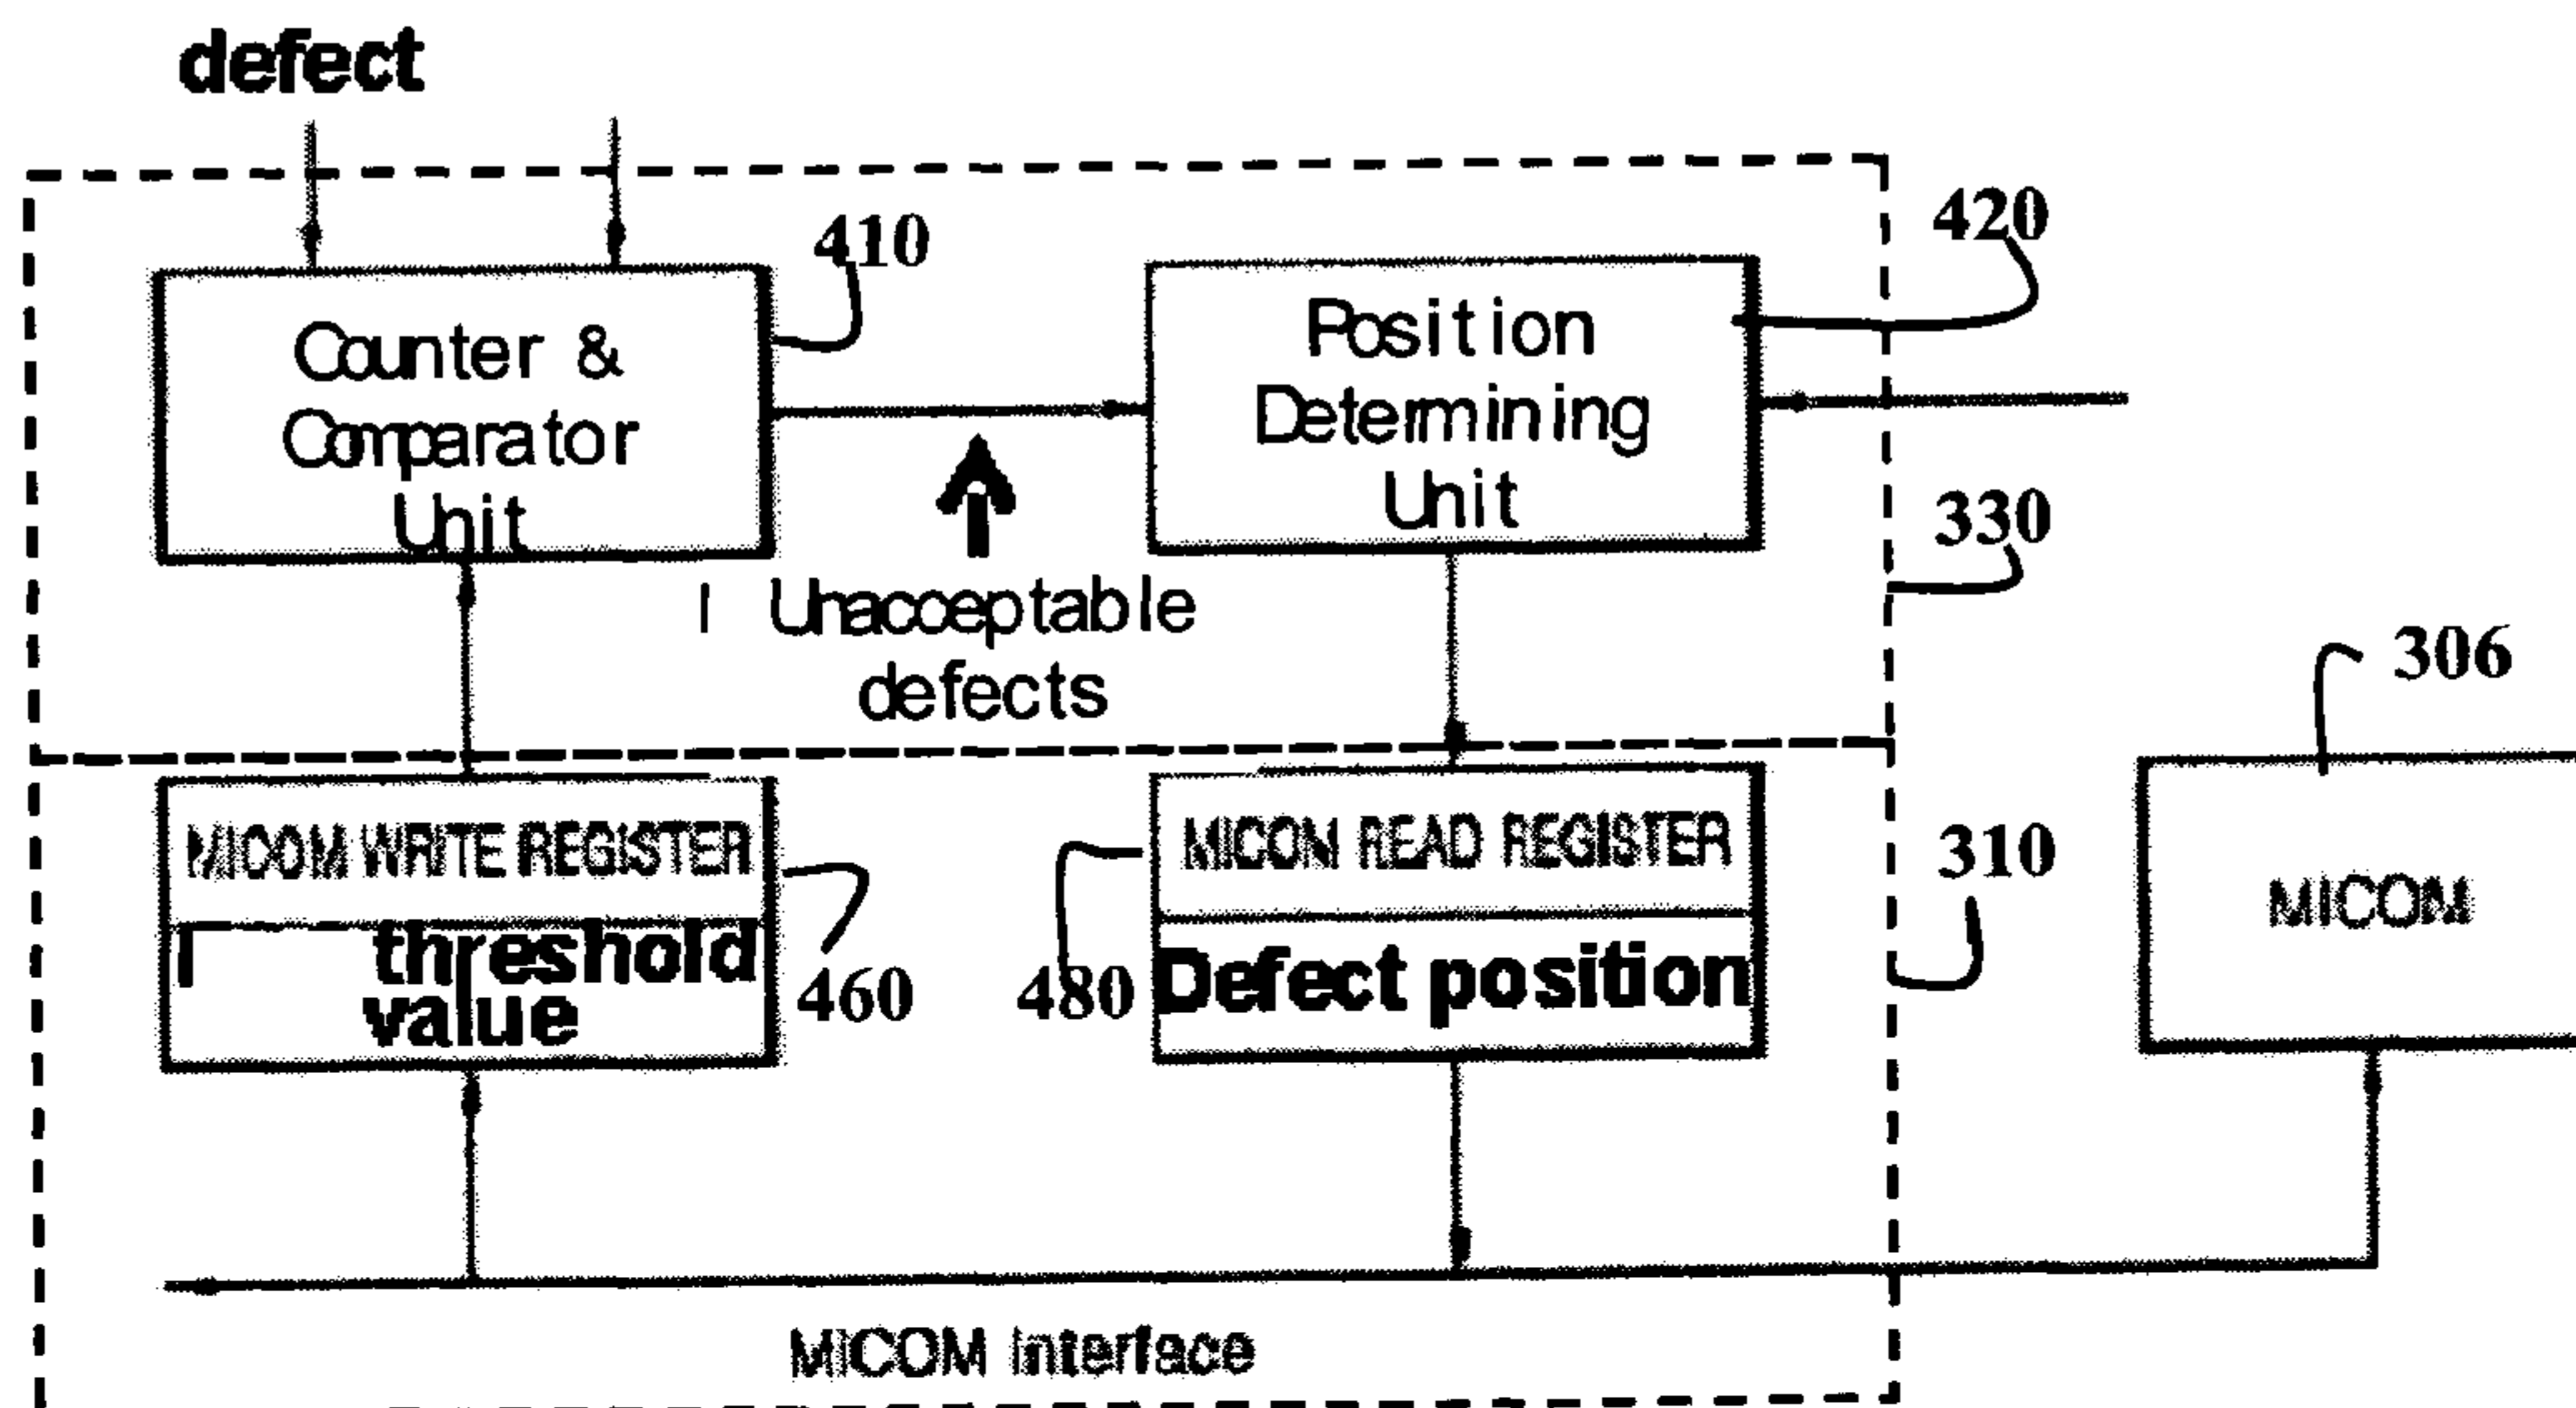 defect
410
420
Counter &
Comparator
Unit
Position
Determining
Unit
330
I Unacceptable
defects
306
MICOM WRITE REGISTER
threshold
value
460
480
MICON READ REGISTER
Defect position
310
MICOM
MICOM Interface